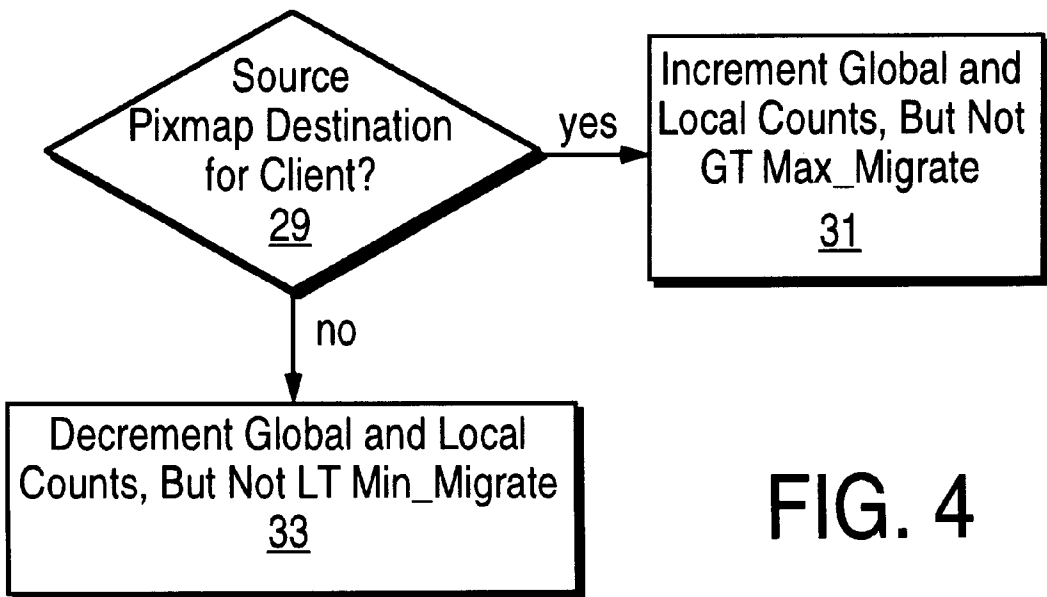 Source
Pixmap Destination
for Client?
29
yes
Increment Global and
Local Counts, But Not
GT Max_Migrate
31
no
Decrement Global and Local
Counts, But Not LT Min_Migrate
33
FIG. 4